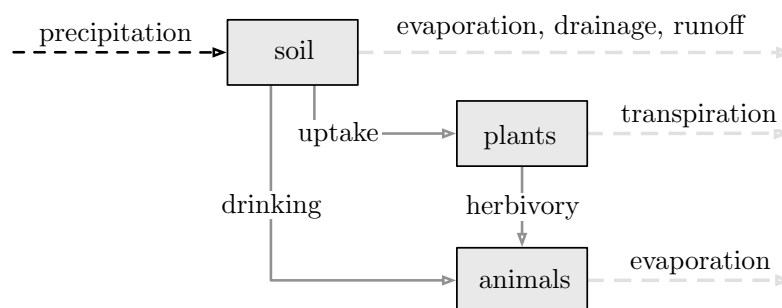 precipitation
soil
evaporation, drainage, runoff
uptake
plants
transpiration
drinking
herbivory
animals
evaporation